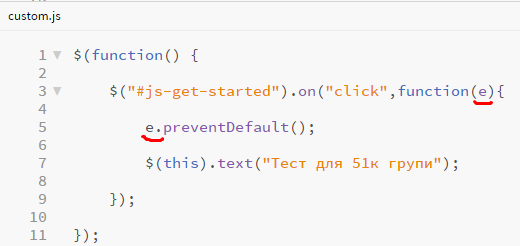 custom.js
1 $(function() {
2
3 $("#js-get-started").on("click",function(e){
4
5 e.preventDefault();
6
7 $(this).text("Тест для 51к групи");
8
9 });
10
11 });